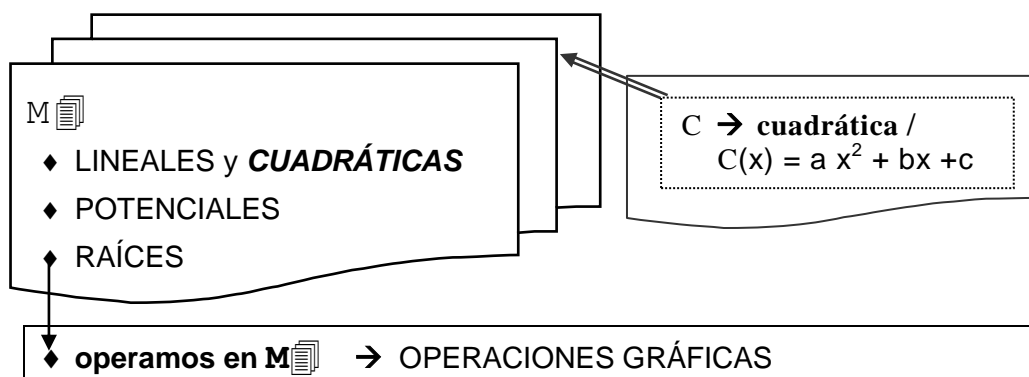 M
♦ LINEALES y CUADRÁTICAS
♦ POTENCIALES
♦ RAÍCES
C → cuadrática /
C(x) = a x² + bx +c
♦ operamos en M → OPERACIONES GRÁFICAS